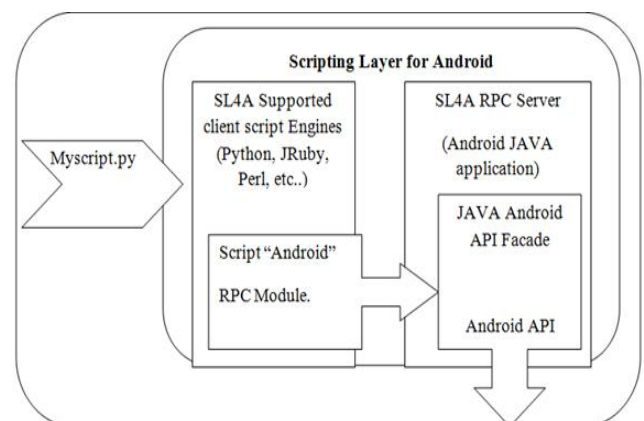 Scripting Layer for Android
Myscript.py
SL4A Supported
client script Engines
(Python, JRuby,
Perl, etc..)
Script “Android”
RPC Module.
SL4A RPC Server
(Android JAVA
application)
JAVA Android
API Facade
Android API